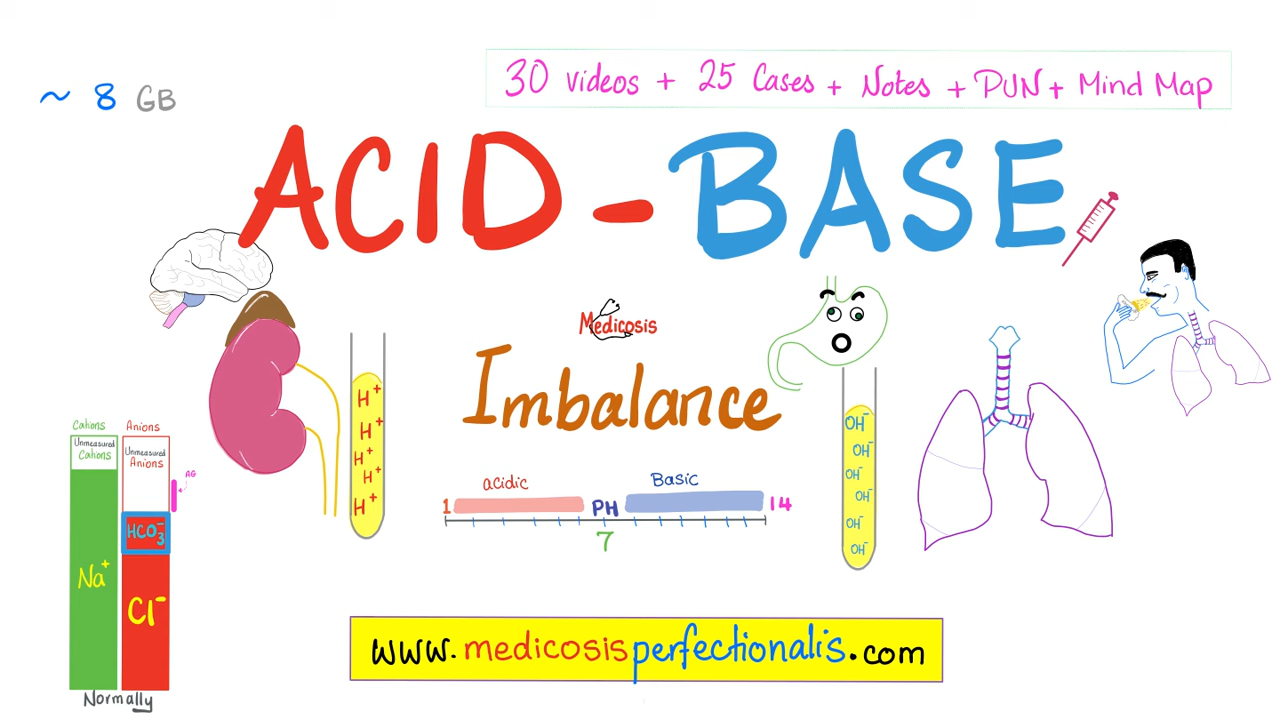 30 videos + 25 Cases + Notes + PUN + Mind Map
~ 8 GB
ACID - BASE
Medicosis
Imbalance
H+
H+
H+
H+
H+
OH-
OH-
OH-
OH-
OH-
OH-
Cations Anions
Unmeasured Cations
Unmeasured Anions
AG
HCO3-
Na+
Cl-
Normally
acidic Basic
1 PH 14
7
www.medicosisperfectionalis.com